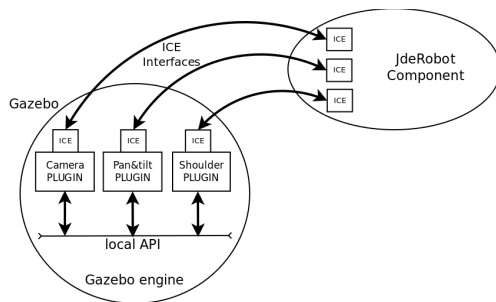 ICE
Interfaces
ICE
ICE
ICE
JdeRobot
Component
Gazebo
ICE
ICE
ICE
Camera
PLUGIN
Pan&tilt
PLUGIN
Shoulder
PLUGIN
local API
Gazebo engine